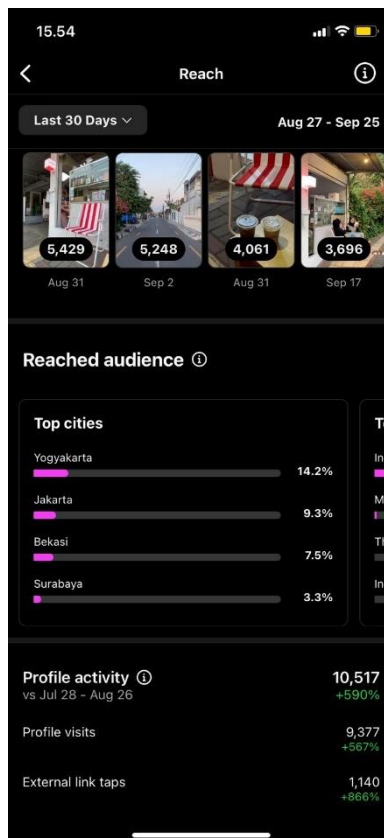 15.54
Reach
Last 30 Days
Aug 27 - Sep 25
5,429
5,248
4,061
3,696
Aug 31
Sep 2
Aug 31
Sep 17
Reached audience
Top cities
Yogyakarta
14.2%
In
Jakarta
9.3%
M
Bekasi
7.5%
Th
Surabaya
3.3%
In
Profile activity
10,517
vs Jul 28 - Aug 26
+590%
Profile visits
9,377
+567%
External link taps
1,140
+866%